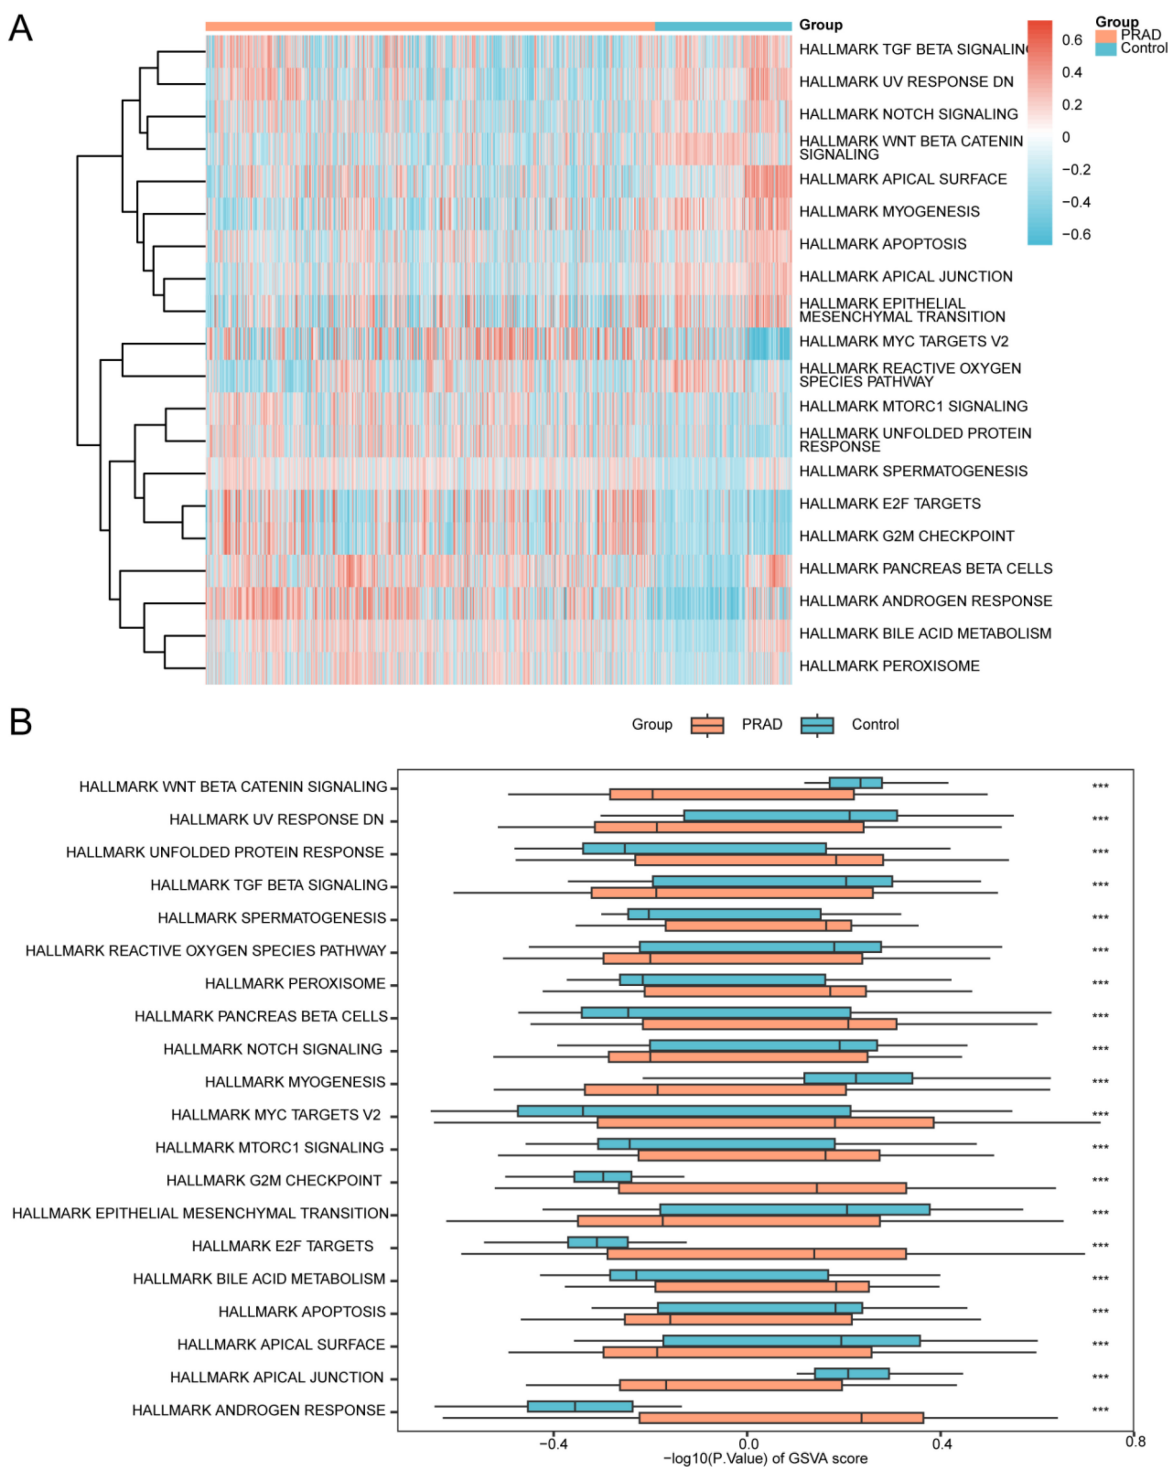 A
Group
HALLMARK TGF BETA SIGNALING
HALLMARK UV RESPONSE DN
HALLMARK NOTCH SIGNALING
HALLMARK WNT BETA CATENIN
SIGNALING
HALLMARK APICAL SURFACE
HALLMARK MYOGENESIS
HALLMARK APOPTOSIS
HALLMARK APICAL JUNCTION
HALLMARK EPITHELIAL
MESENCHYMAL TRANSITION
HALLMARK MYC TARGETS V2
HALLMARK REACTIVE OXYGEN
SPECIES PATHWAY
HALLMARK MTORC1 SIGNALING
HALLMARK UNFOLDED PROTEIN
RESPONSE
HALLMARK SPERMATOGENESIS
HALLMARK E2F TARGETS
HALLMARK G2M CHECKPOINT
HALLMARK PANCREAS BETA CELLS
HALLMARK ANDROGEN RESPONSE
HALLMARK BILE ACID METABOLISM
HALLMARK PEROXISOME
0.6
0.4
0.2
0
−0.2
−0.4
−0.6
Group
PRAD
Control
B
Group PRAD Control
HALLMARK WNT BETA CATENIN SIGNALING ***
HALLMARK UV RESPONSE DN ***
HALLMARK UNFOLDED PROTEIN RESPONSE ***
HALLMARK TGF BETA SIGNALING ***
HALLMARK SPERMATOGENESIS ***
HALLMARK REACTIVE OXYGEN SPECIES PATHWAY ***
HALLMARK PEROXISOME ***
HALLMARK PANCREAS BETA CELLS ***
HALLMARK NOTCH SIGNALING ***
HALLMARK MYOGENESIS ***
HALLMARK MYC TARGETS V2 ***
HALLMARK MTORC1 SIGNALING ***
HALLMARK G2M CHECKPOINT ***
HALLMARK EPITHELIAL MESENCHYMAL TRANSITION ***
HALLMARK E2F TARGETS ***
HALLMARK BILE ACID METABOLISM ***
HALLMARK APOPTOSIS ***
HALLMARK APICAL SURFACE ***
HALLMARK APICAL JUNCTION ***
HALLMARK ANDROGEN RESPONSE ***
−0.4 0.0 0.4 0.8
−log10(P.Value) of GSVA score